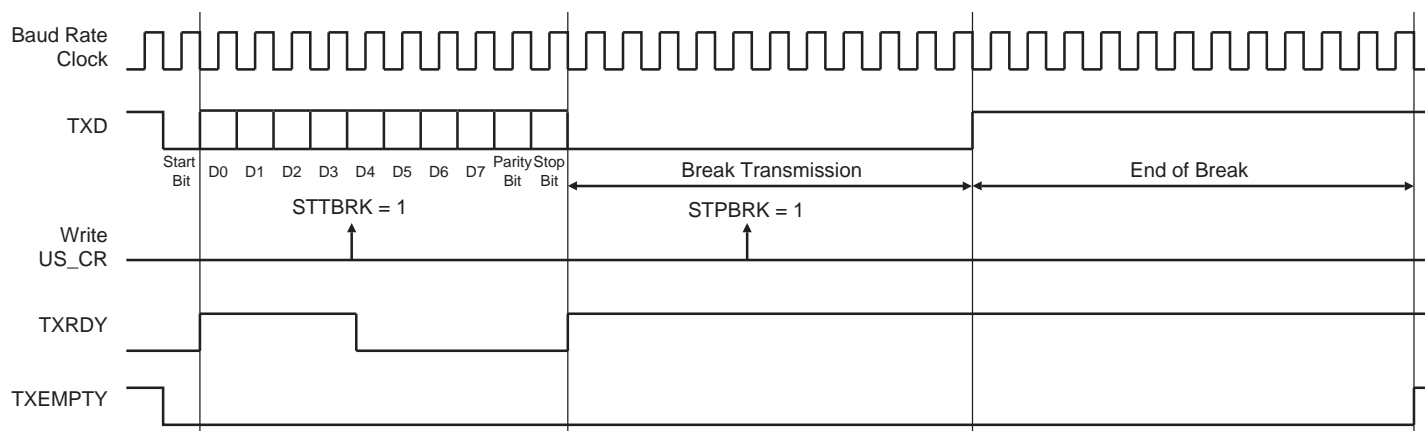 Baud Rate
Clock
TXD
Start
Bit
D0
D1
D2
D3
D4
D5
D6
D7
Parity
Bit
Stop
Bit
Break Transmission
End of Break
STTBRK = 1
STPBRK = 1
Write
US_CR
TXRDY
TXEMPTY